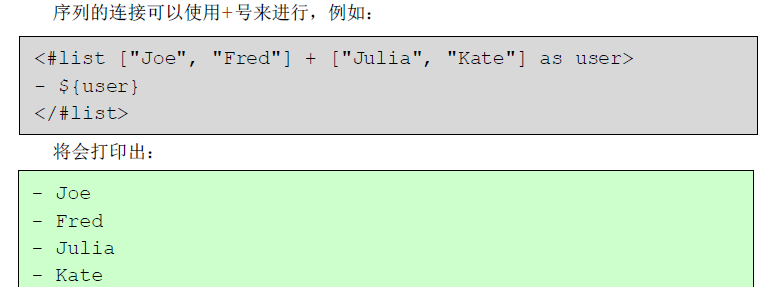 序列的连接可以使用+号来进行，例如：
<#list ["Joe", "Fred"] + ["Julia", "Kate"] as user>
- ${user}
</#list>
将会打印出：
- Joe
- Fred
- Julia
- Kate